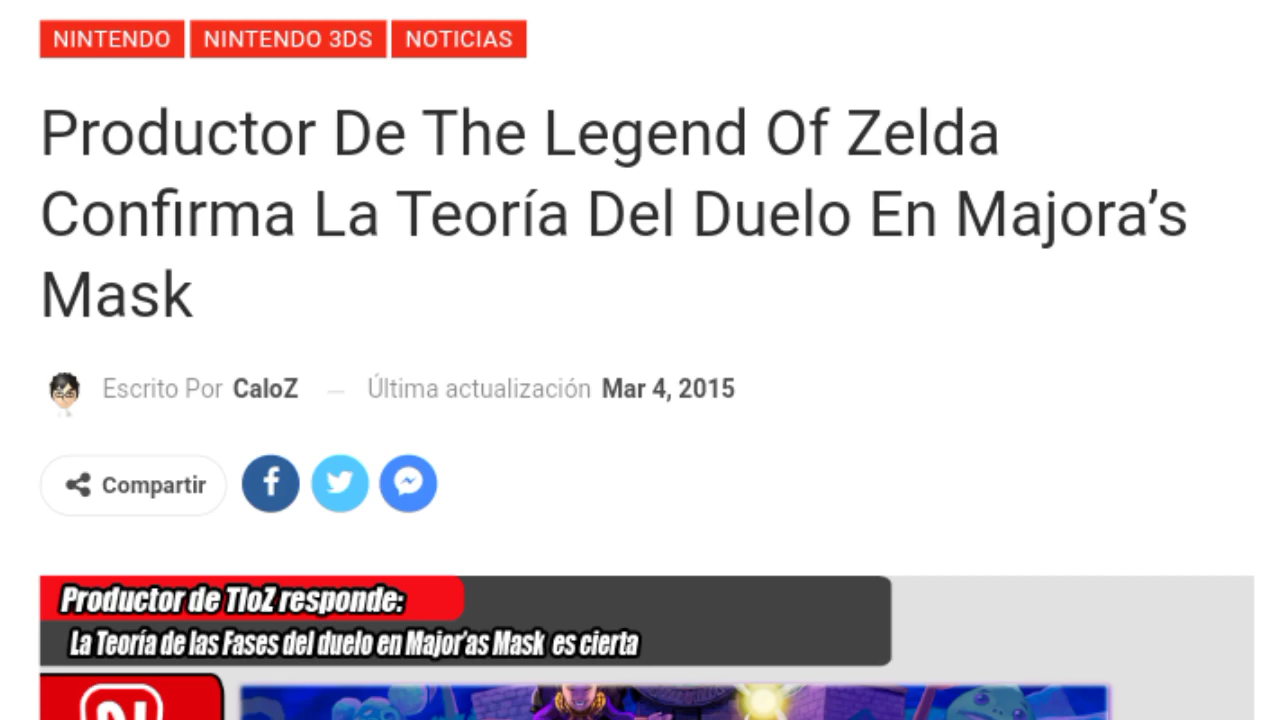 NINTENDO NINTENDO 3DS NOTICIAS
Productor De The Legend Of Zelda
Confirma La Teoría Del Duelo En Majora’s
Mask
Escrito Por CaloZ — Última actualización Mar 4, 2015
Compartir
Productor de TloZ responde:
La Teoría de las Fases del duelo en Major'as Mask es cierta